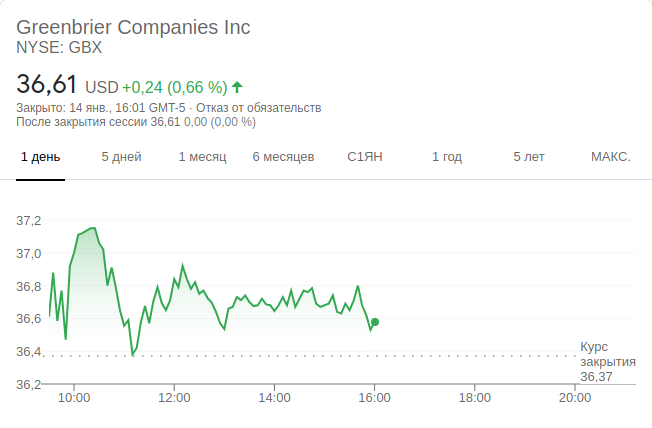 Greenbrier Companies Inc
NYSE: GBX
36,61 USD +0,24 (0,66 %)
Закрыто: 14 янв., 16:01 GMT-5 · Отказ от обязательств
После закрытия сессии 36,61 0,00 (0,00 %)
1 день 5 дней 1 месяц 6 месяцев С1ЯН 1 год 5 лет МАКС.
37,2
37,0
36,8
36,6
36,4
36,2
Курс
закрытия
36,37
10:00 12:00 14:00 16:00 18:00 20:00